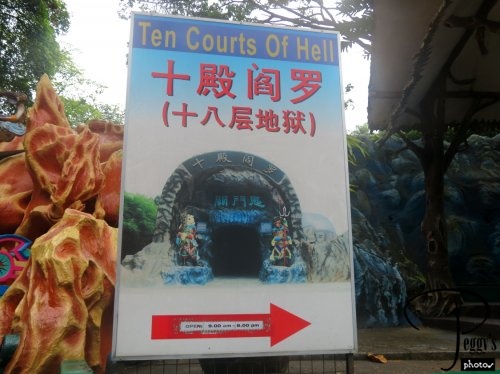 Ten Courts Of Hell
十殿阎罗
(十八层地狱)
十殿阎罗
OPEN: 9.00 am - 6.00 pm
Peggy's
photos